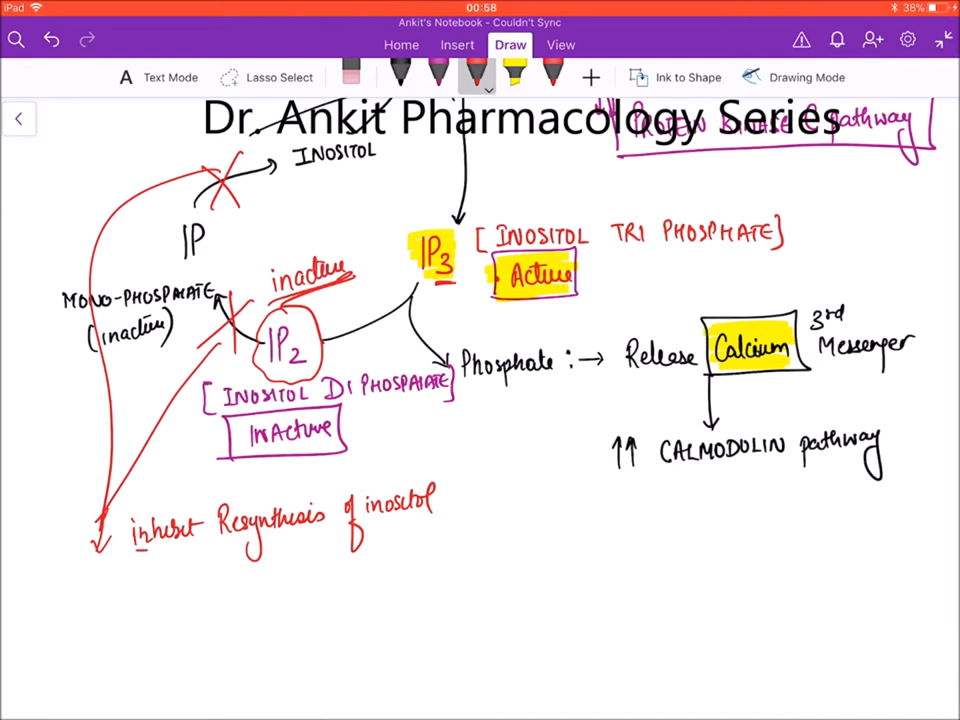 iPad
00:58
38%
Ankit's Notebook - Couldn't Sync
Home Insert Draw View
Text Mode
Lasso Select
Ink to Shape
Drawing Mode
Dr. Ankit Pharmacology Series
PROTEIN KINASE C pathway
INOSITOL
IP
IP3 [INOSITOL TRI PHOSPHATE]
Active
inactive
MONO-PHOSPHATE
(inactive)
IP2
[INOSITOL DI PHOSPHATE]
InActive
Phosphate :→ Release Calcium 3rd Messenger
↑↑ CALMODULIN pathway
inhibit Resynthesis of inositol